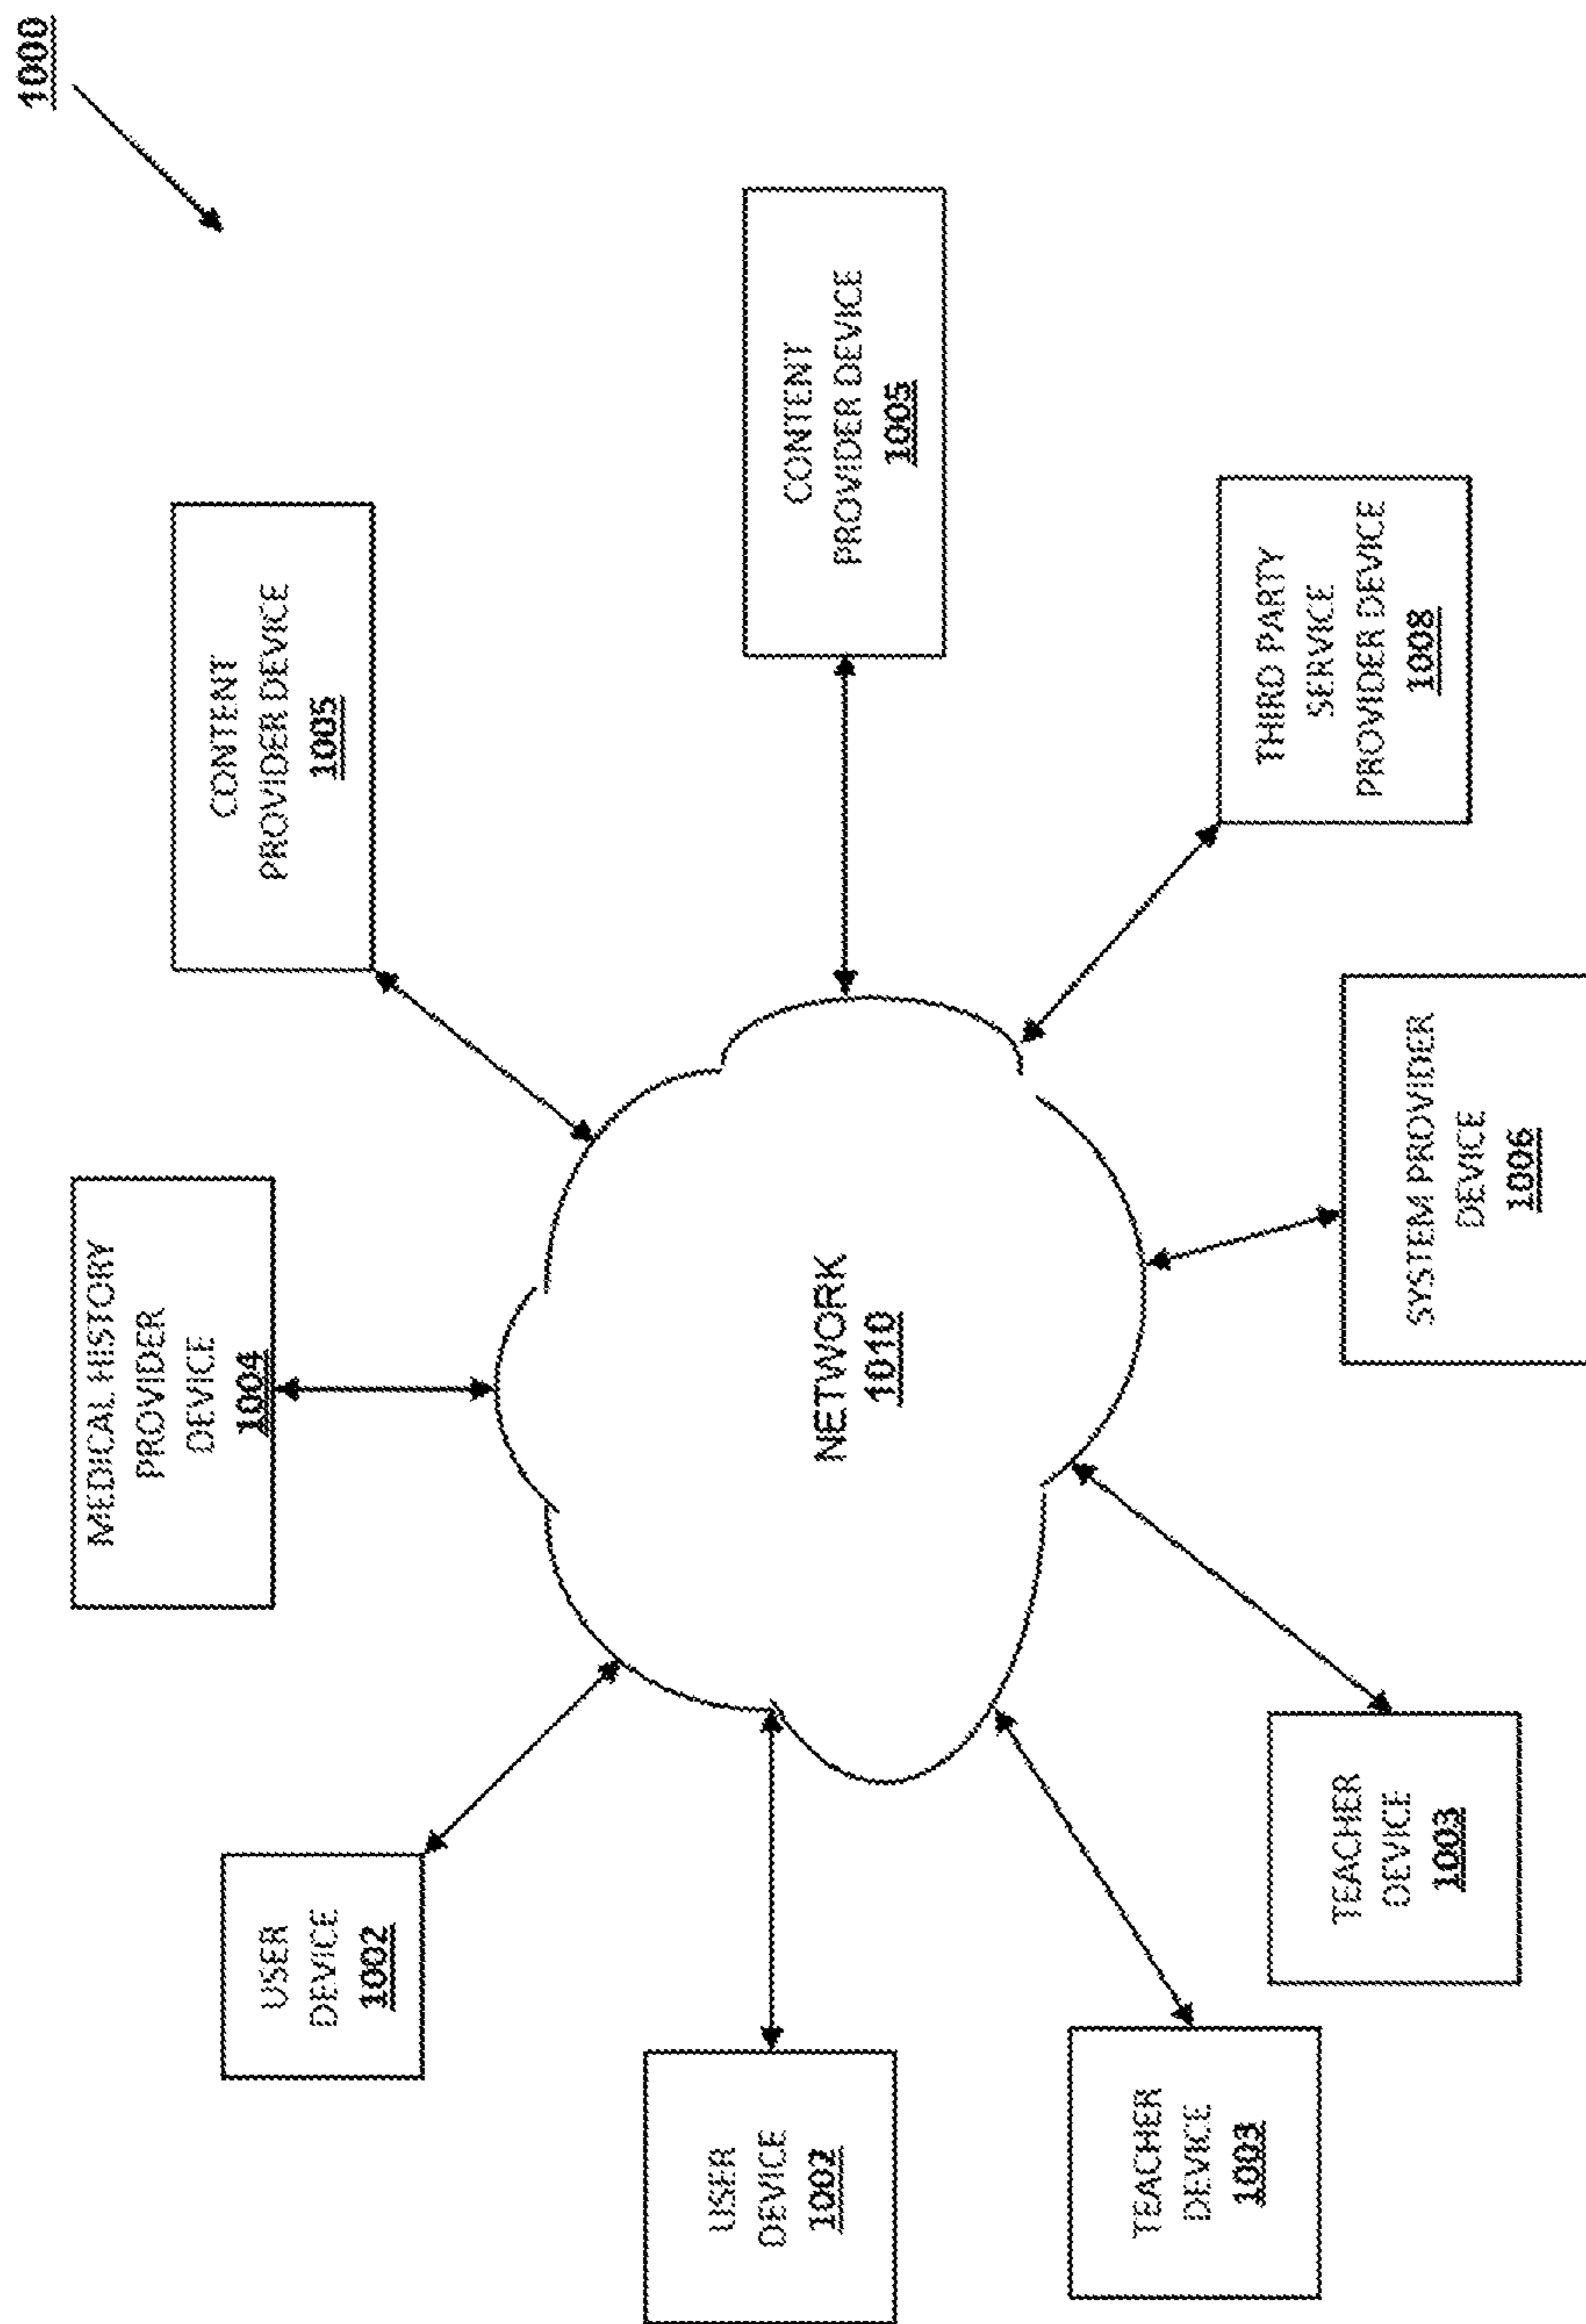 1000
MEDICAL HISTORY
PROVIDER
DEVICE
1004
CONTENT
PROVIDER DEVICE
1005
USER
DEVICE
1002
USER
DEVICE
1002
CONTENT
PROVIDER DEVICE
1005
NETWORK
1010
TEACHER
DEVICE
1003
THIRD PARTY
SERVICE
PROVIDER DEVICE
1008
TEACHER
DEVICE
1003
SYSTEM PROVIDER
DEVICE
1006